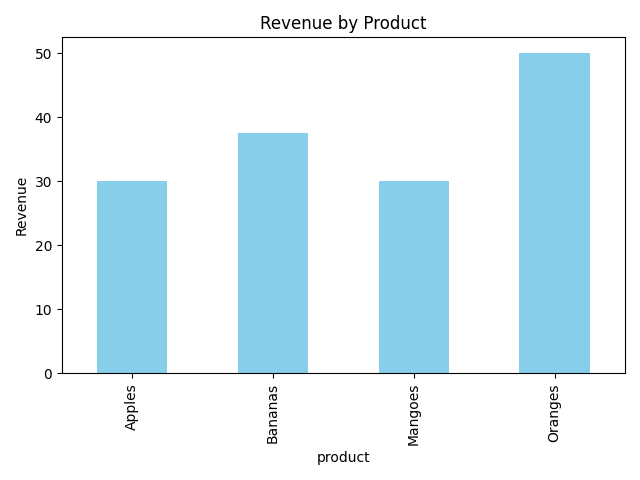 Revenue by Product
Revenue
50
40
30
20
10
0
Apples
Bananas
Mangoes
Oranges
product